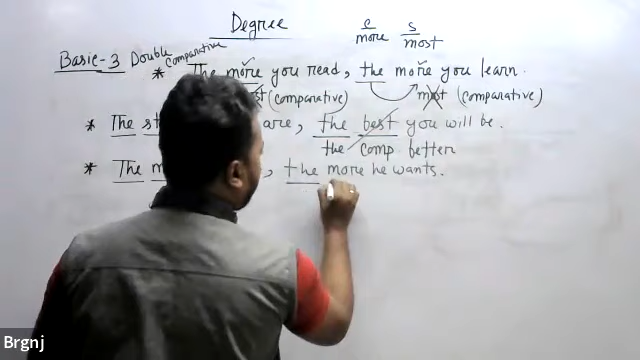 Degree
e
more
s
most
Basic-3 Double Comparative
* The more you read, the more you learn.
(comparative) most (comparative)
* The are, the best you will be.
the comp better
* The , the more he wants.
Brgnj